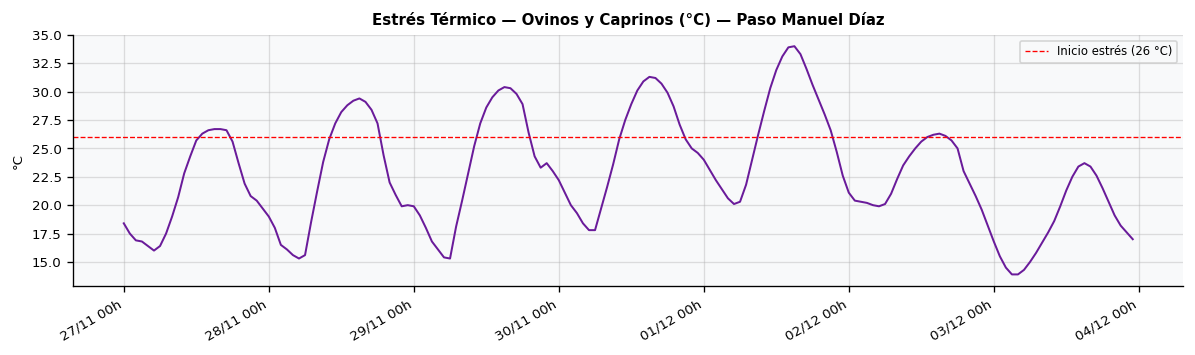 Estrés Térmico — Ovinos y Caprinos (°C) — Paso Manuel Díaz
Inicio estrés (26 °C)
°C
35.0
32.5
30.0
27.5
25.0
22.5
20.0
17.5
15.0
27/11 00h
28/11 00h
29/11 00h
30/11 00h
01/12 00h
02/12 00h
03/12 00h
04/12 00h